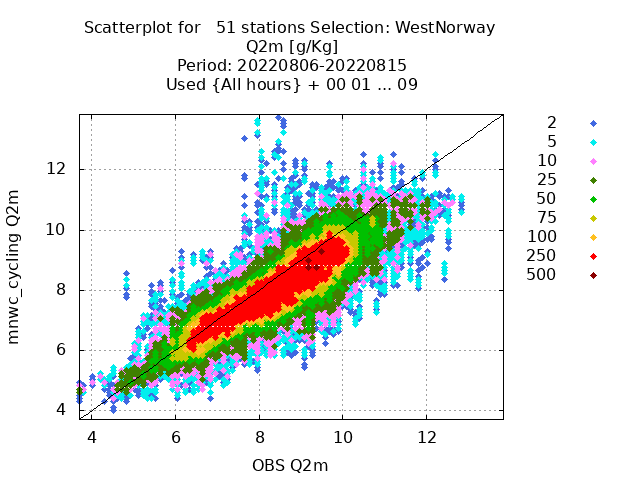 Scatterplot for   51 stations Selection: WestNorway
Q2m [g/Kg]
Period: 20220806-20220815
Used {All hours} + 00 01 ... 09
2
5
10
25
50
75
100
250
500
mnwc_cycling Q2m
12
10
8
6
4
4 6 8 10 12
OBS Q2m